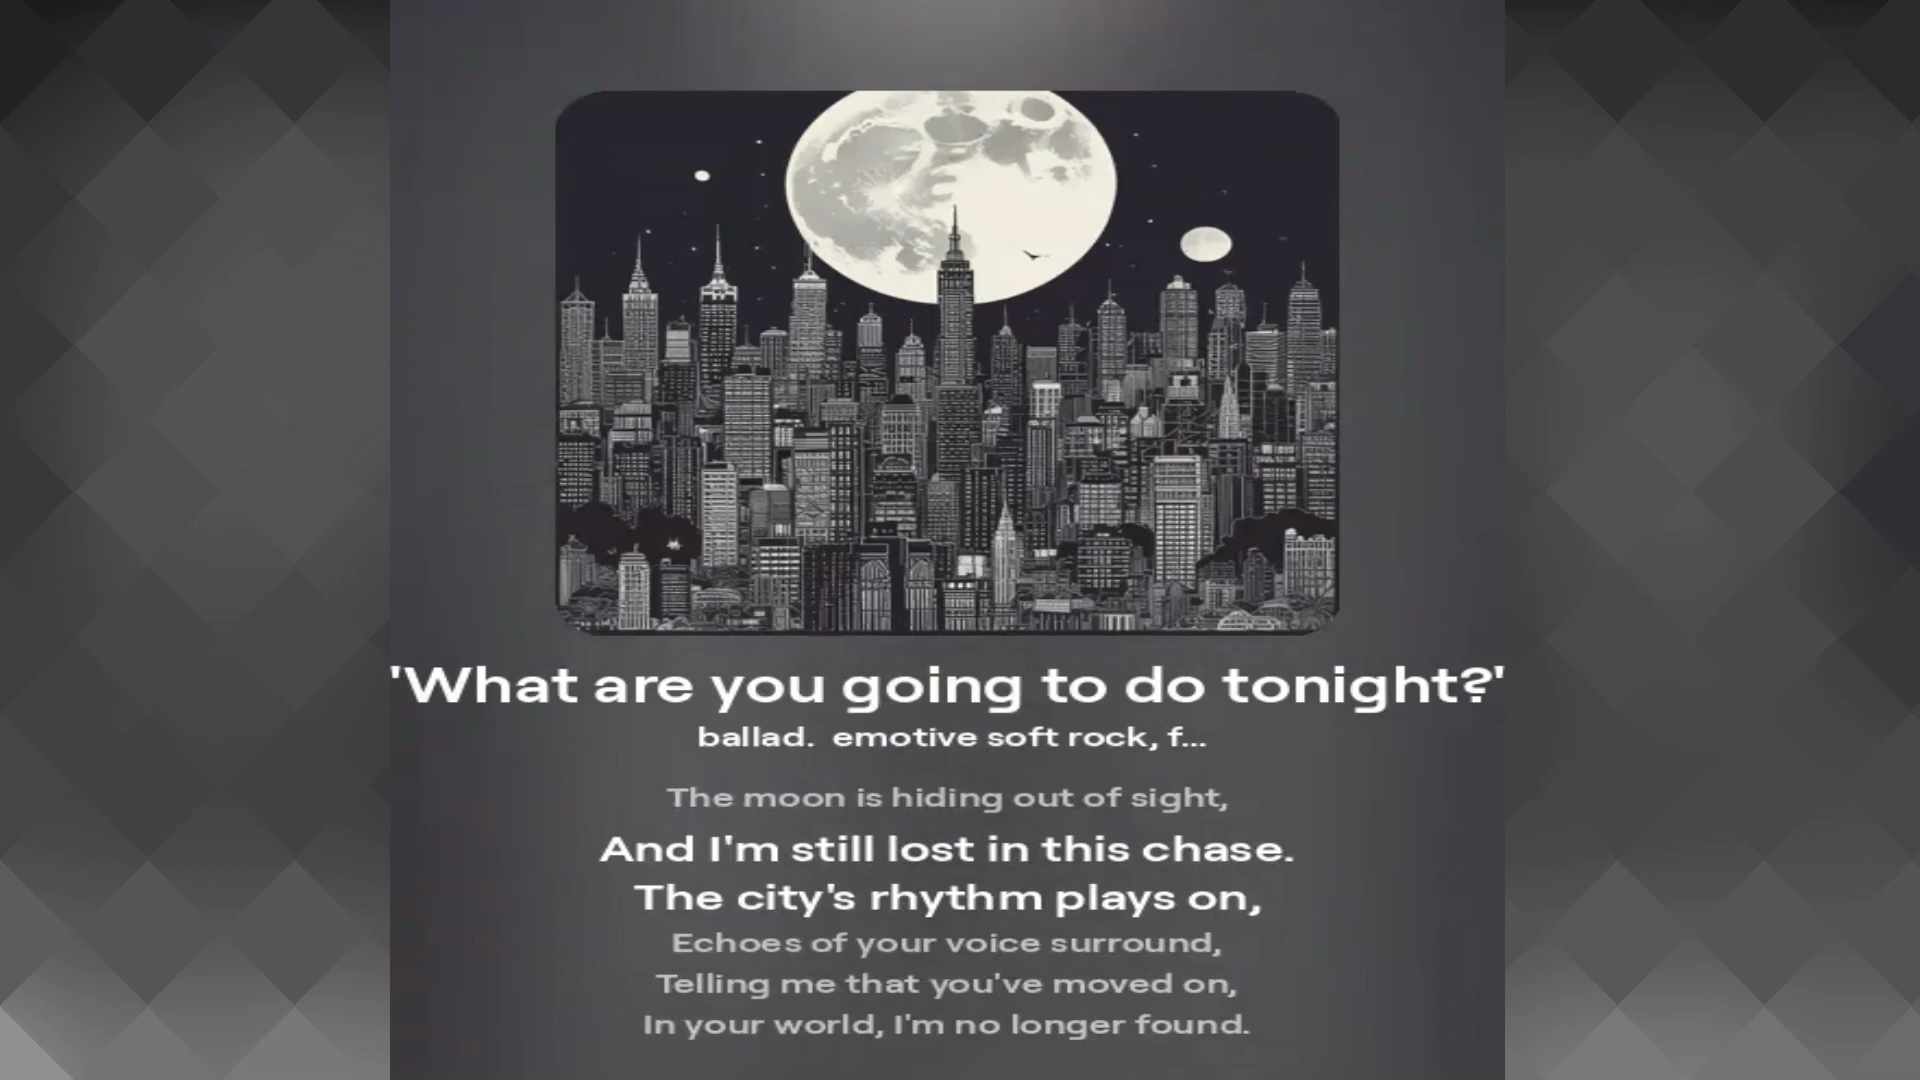 'What are you going to do tonight?'
ballad.  emotive soft rock, f...
The moon is hiding out of sight,
And I'm still lost in this chase.
The city's rhythm plays on,
Echoes of your voice surround,
Telling me that you've moved on,
In your world, I'm no longer found.